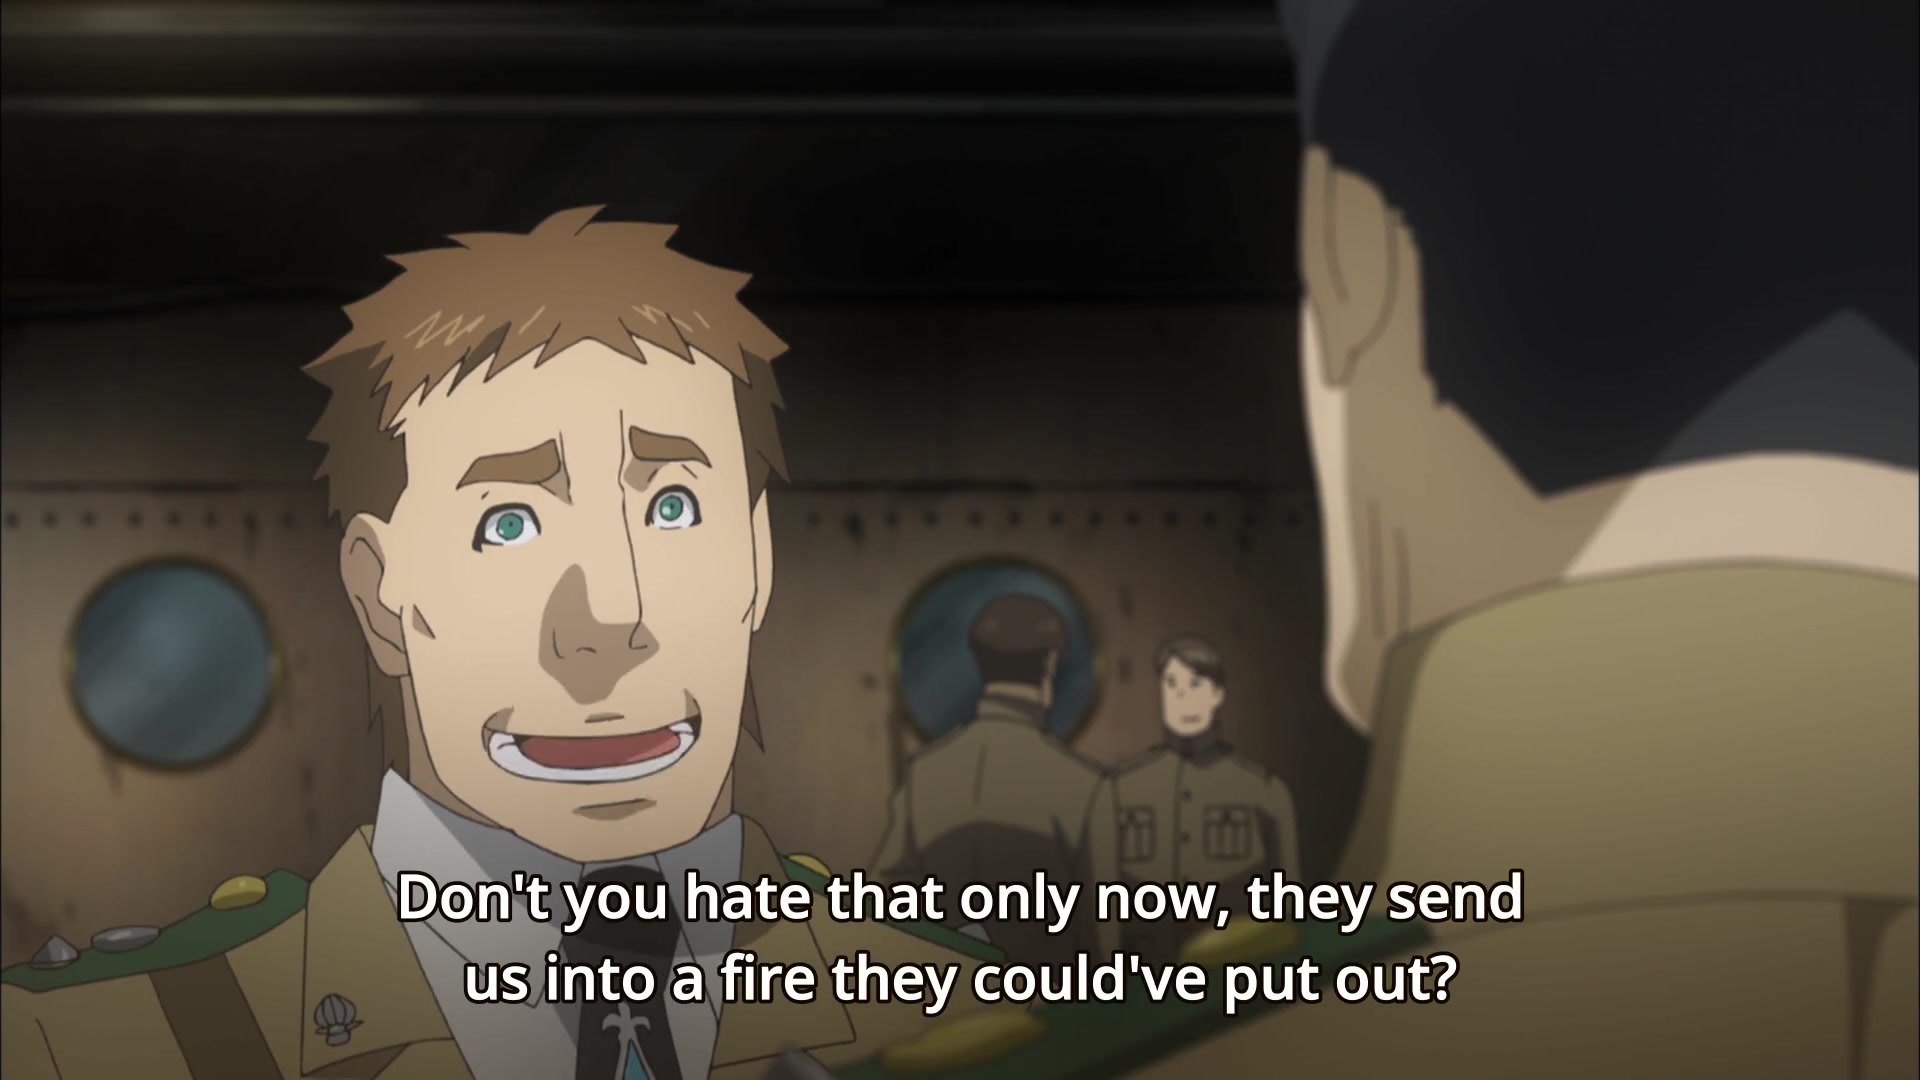 Don't you hate that only now, they send
us into a fire they could've put out?